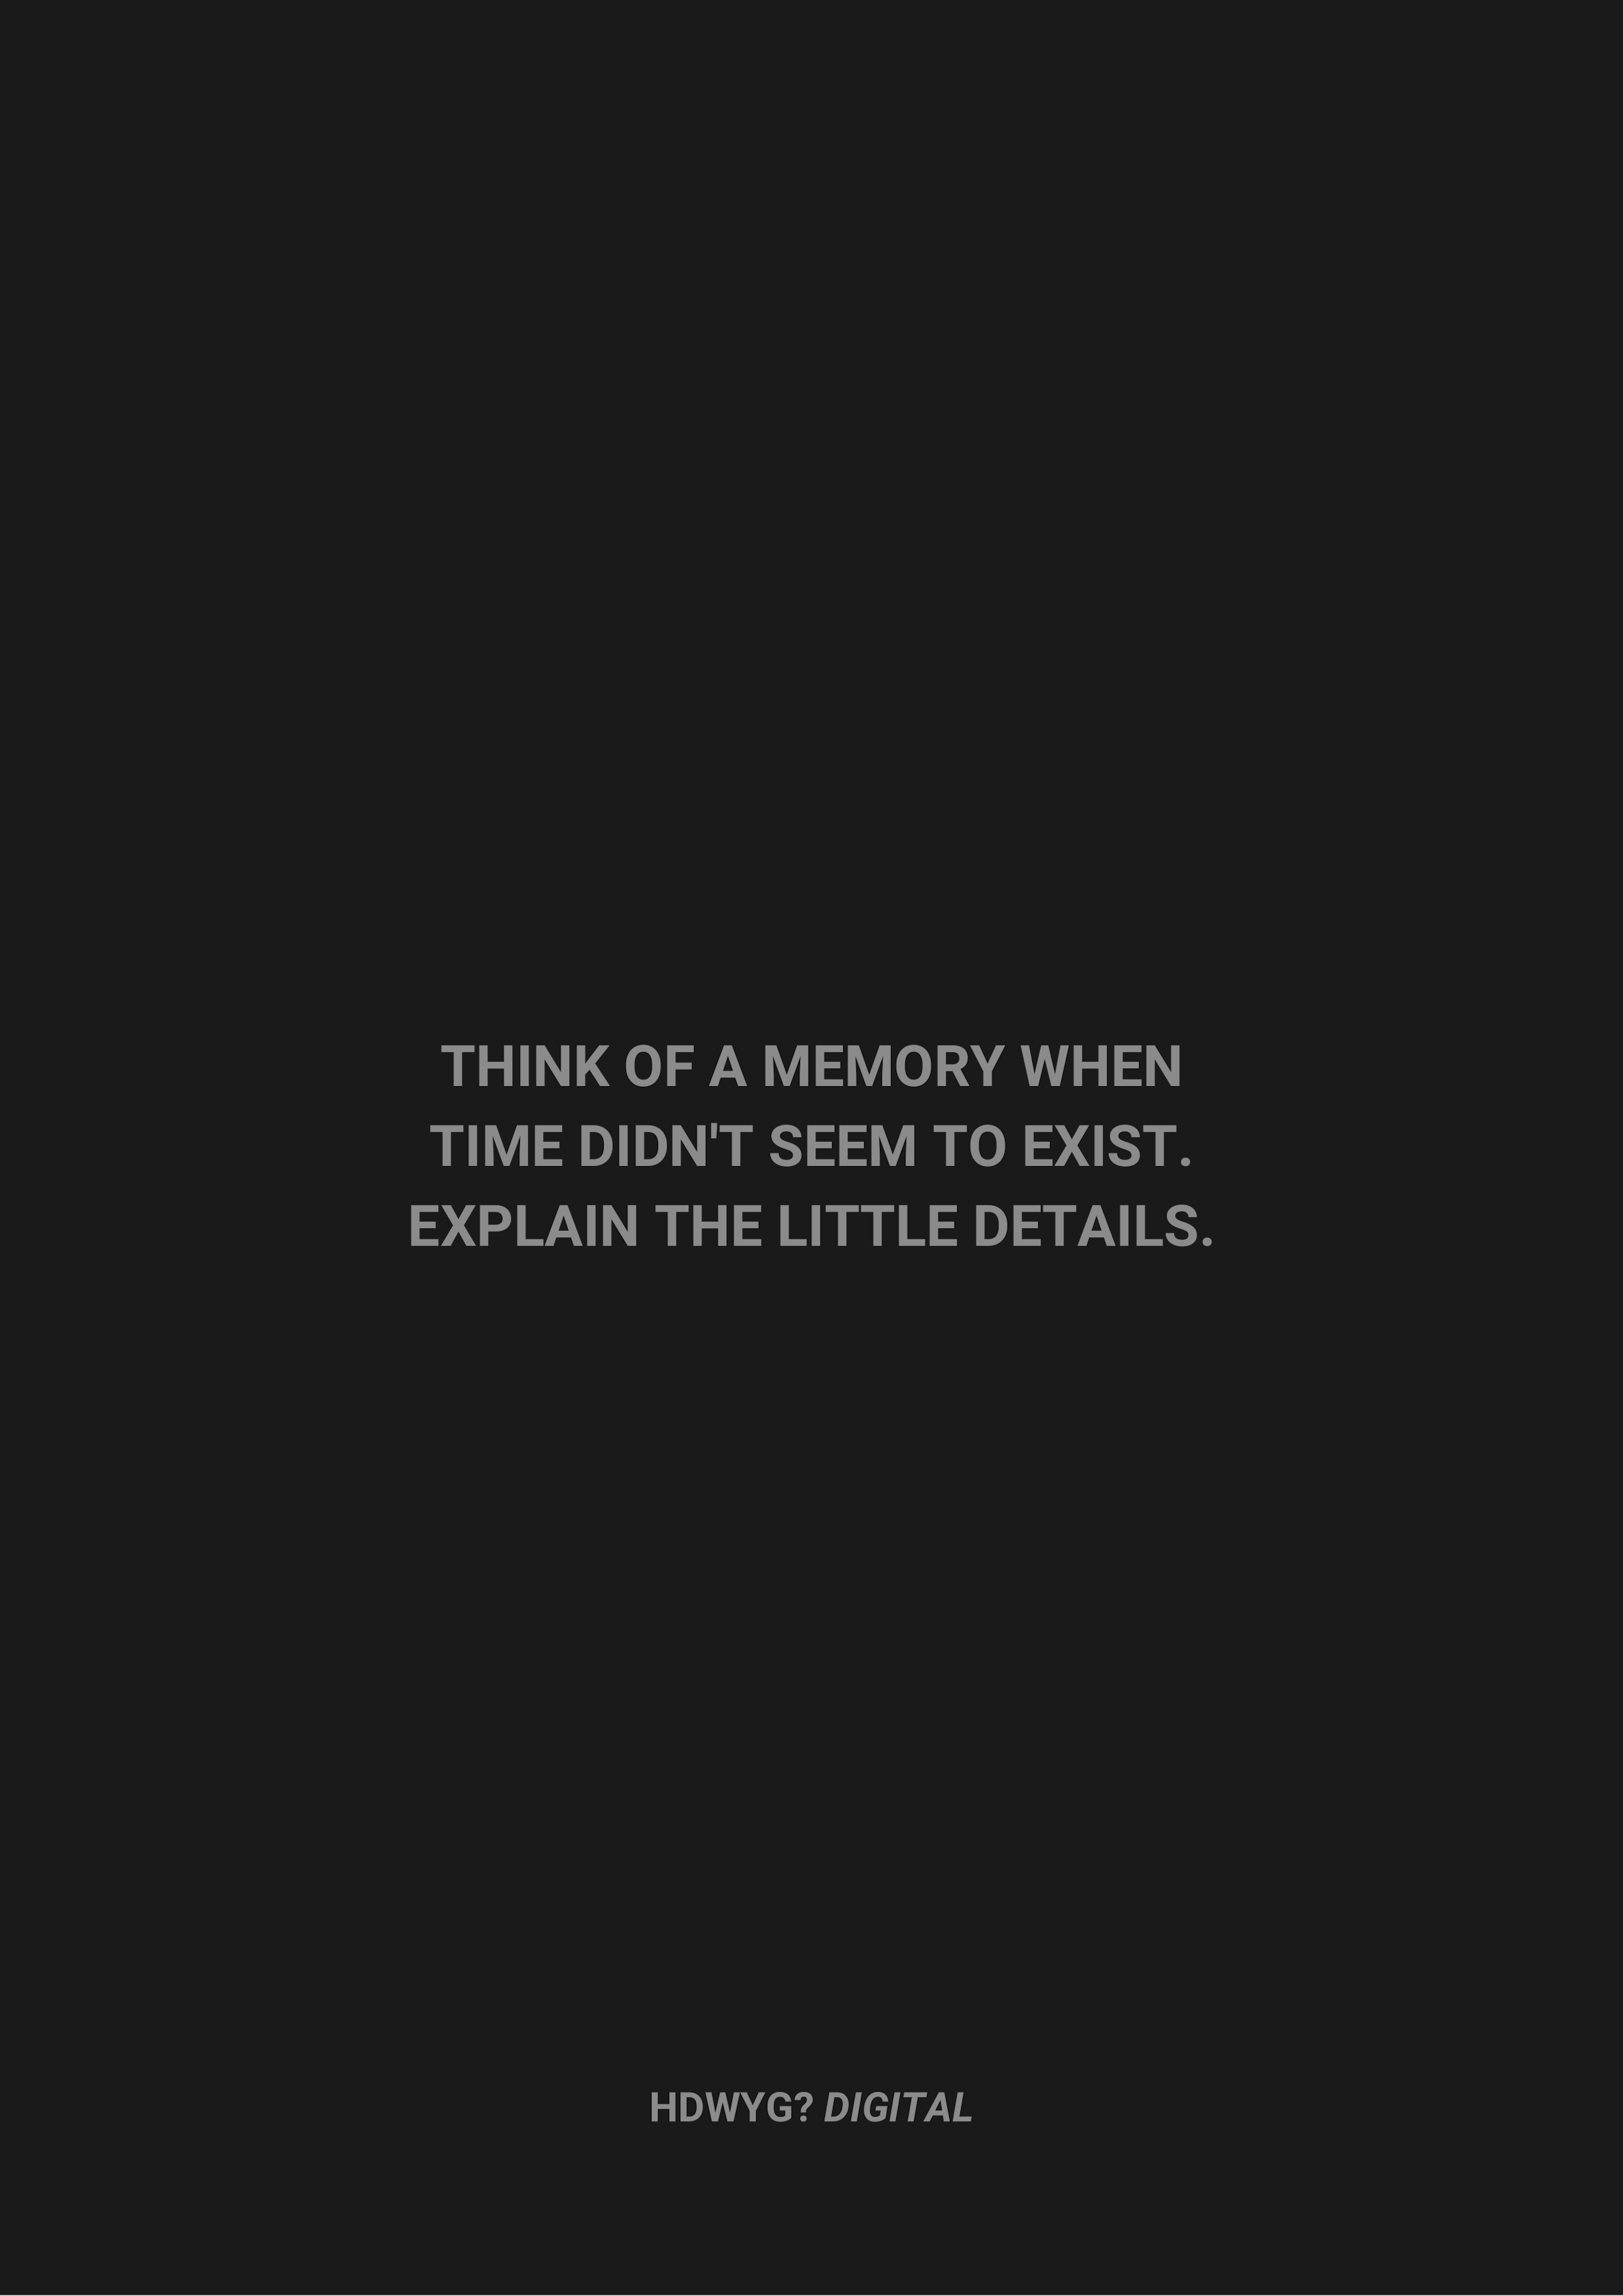 THINK OF A MEMORY WHEN
TIME DIDN'T SEEM TO EXIST.
EXPLAIN THE LITTLE DETAILS.
HDWYG? DIGITAL